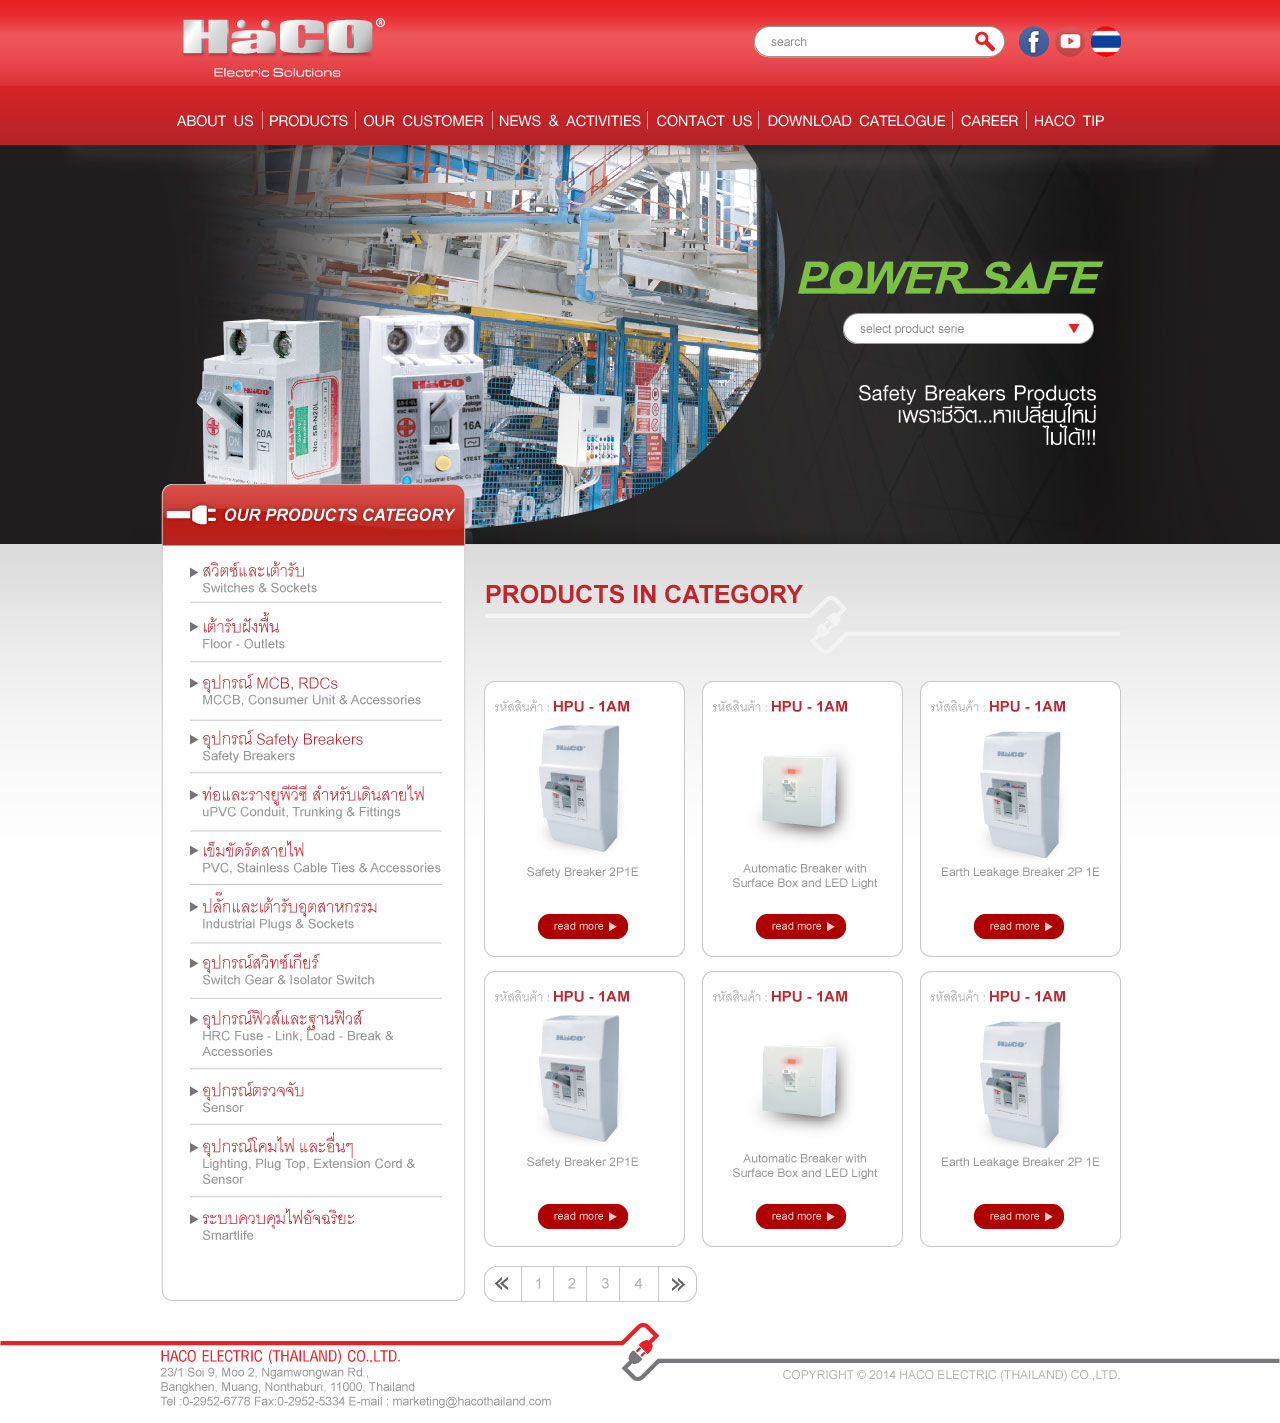 HäCO®
Electric Solutions
search
ABOUT US
PRODUCTS
OUR CUSTOMER
NEWS & ACTIVITIES
CONTACT US
DOWNLOAD CATELOGUE
CAREER
HACO TIP
POWER SAFE
select product serie
Safety Breakers Products
เพราะชีวิต...หาเปลี่ยนใหม่
ไม่ได้!!!
HACO
Safety
Breaker
20A
No. SB-N20L
HACO
16A
ON
OUR PRODUCTS CATEGORY
สวิตซ์และเต้ารับ
Switches & Sockets
เต้ารับฝังพื้น
Floor - Outlets
อุปกรณ์ MCB, RDCs
MCCB, Consumer Unit & Accessories
อุปกรณ์ Safety Breakers
Safety Breakers
ท่อและรางยูพีวีซี สำหรับเดินสายไฟ
uPVC Conduit, Trunking & Fittings
เข็มขัดรัดสายไฟ
PVC, Stainless Cable Ties & Accessories
ปลั๊กและเต้ารับอุตสาหกรรม
Industrial Plugs & Sockets
อุปกรณ์สวิทซ์เกียร์
Switch Gear & Isolator Switch
อุปกรณ์ฟิวส์และฐานฟิวส์
HRC Fuse - Link, Load - Break &
Accessories
อุปกรณ์ตรวจจับ
Sensor
อุปกรณ์โคมไฟ และอื่นๆ
Lighting, Plug Top, Extension Cord &
Sensor
ระบบควบคุมไฟอัจฉริยะ
Smartlife
PRODUCTS IN CATEGORY
รหัสสินค้า : HPU - 1AM
Safety Breaker 2P1E
read more
รหัสสินค้า : HPU - 1AM
Automatic Breaker with
Surface Box and LED Light
read more
รหัสสินค้า : HPU - 1AM
Earth Leakage Breaker 2P 1E
read more
รหัสสินค้า : HPU - 1AM
Safety Breaker 2P1E
read more
รหัสสินค้า : HPU - 1AM
Automatic Breaker with
Surface Box and LED Light
read more
รหัสสินค้า : HPU - 1AM
Earth Leakage Breaker 2P 1E
read more
« 1 2 3 4 »
HACO ELECTRIC (THAILAND) CO.,LTD.
23/1 Soi 9, Moo 2, Ngamwongwan Rd.,
Bangkhen, Muang, Nonthaburi, 11000, Thailand
Tel :0-2952-6778 Fax:0-2952-5334 E-mail : marketing@hacothailand.com
COPYRIGHT © 2014 HACO ELECTRIC (THAILAND) CO.,LTD.